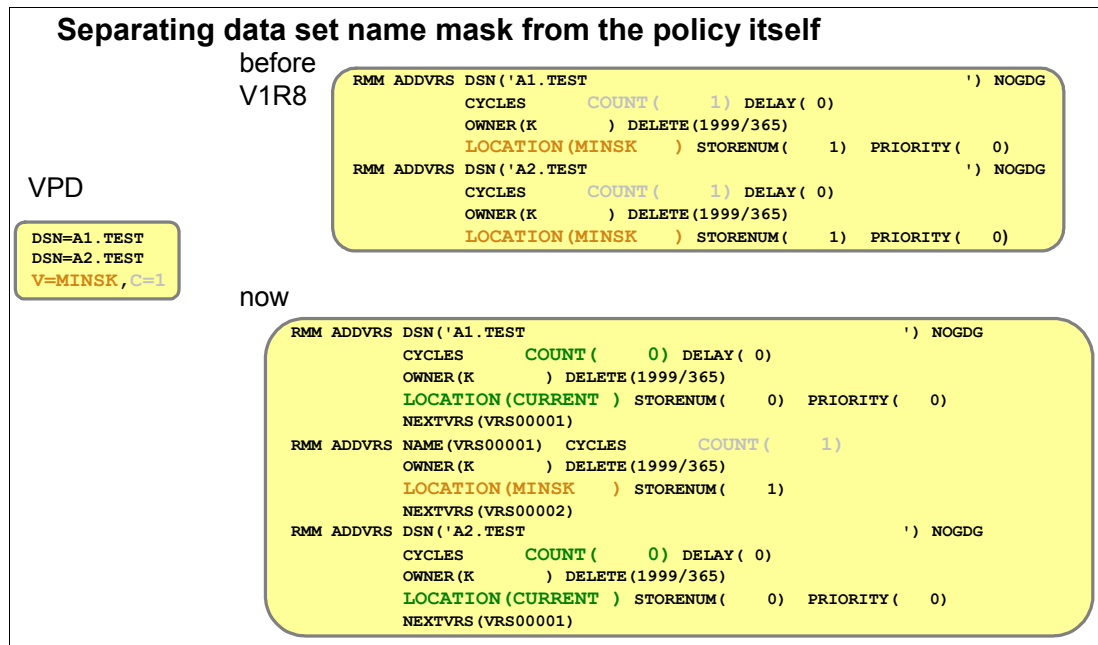 Separating data set name mask from the policy itself
before
V1R8
RMM ADDVRS DSN('A1.TEST ') NOGDG
CYCLES COUNT( 1) DELAY( 0)
OWNER(K ) DELETE(1999/365)
LOCATION(MINSK ) STORENUM( 1) PRIORITY( 0)
RMM ADDVRS DSN('A2.TEST ') NOGDG
CYCLES COUNT( 1) DELAY( 0)
OWNER(K ) DELETE(1999/365)
LOCATION(MINSK ) STORENUM( 1) PRIORITY( 0)
VPD
DSN=A1.TEST
DSN=A2.TEST
V=MINSK,C=1
now
RMM ADDVRS DSN('A1.TEST ') NOGDG
CYCLES COUNT( 0) DELAY( 0)
OWNER(K ) DELETE(1999/365)
LOCATION(CURRENT ) STORENUM( 0) PRIORITY( 0)
NEXTVRS(VRS00001)
RMM ADDVRS NAME(VRS00001) CYCLES COUNT( 1)
OWNER(K ) DELETE(1999/365)
LOCATION(MINSK ) STORENUM( 1)
NEXTVRS(VRS00002)
RMM ADDVRS DSN('A2.TEST ') NOGDG
CYCLES COUNT( 0) DELAY( 0)
OWNER(K ) DELETE(1999/365)
LOCATION(CURRENT ) STORENUM( 0) PRIORITY( 0)
NEXTVRS(VRS00001)